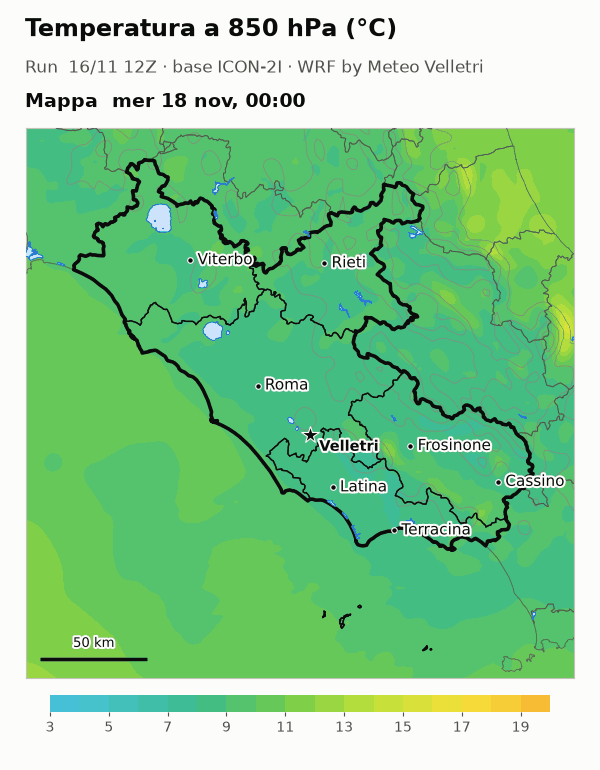 Temperatura a 850 hPa (°C)
Run  16/11 12Z · base ICON-2I · WRF by Meteo Velletri
Mappa  mer 18 nov, 00:00
Viterbo
Rieti
Roma
Velletri
Frosinone
Latina
Cassino
Terracina
50 km
3 5 7 9 11 13 15 17 19